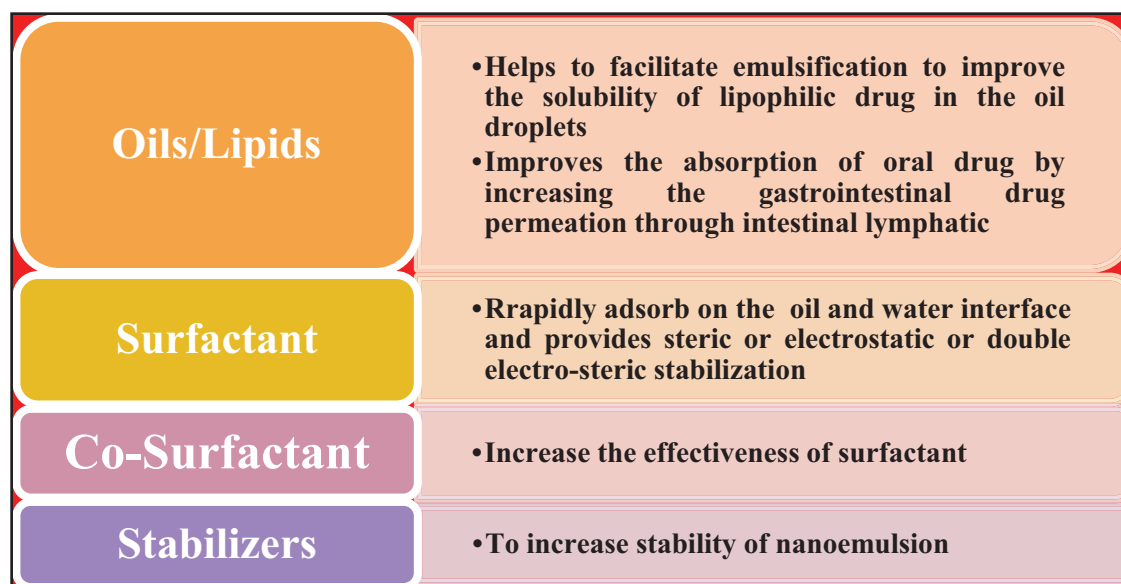 Oils/Lipids
•Helps to facilitate emulsification to improve
the solubility of lipophilic drug in the oil
droplets
•Improves the absorption of oral drug by
increasing the gastrointestinal drug
permeation through intestinal lymphatic
Surfactant
•Rrapidly adsorb on the oil and water interface
and provides steric or electrostatic or double
electro-steric stabilization
Co-Surfactant
•Increase the effectiveness of surfactant
Stabilizers
•To increase stability of nanoemulsion